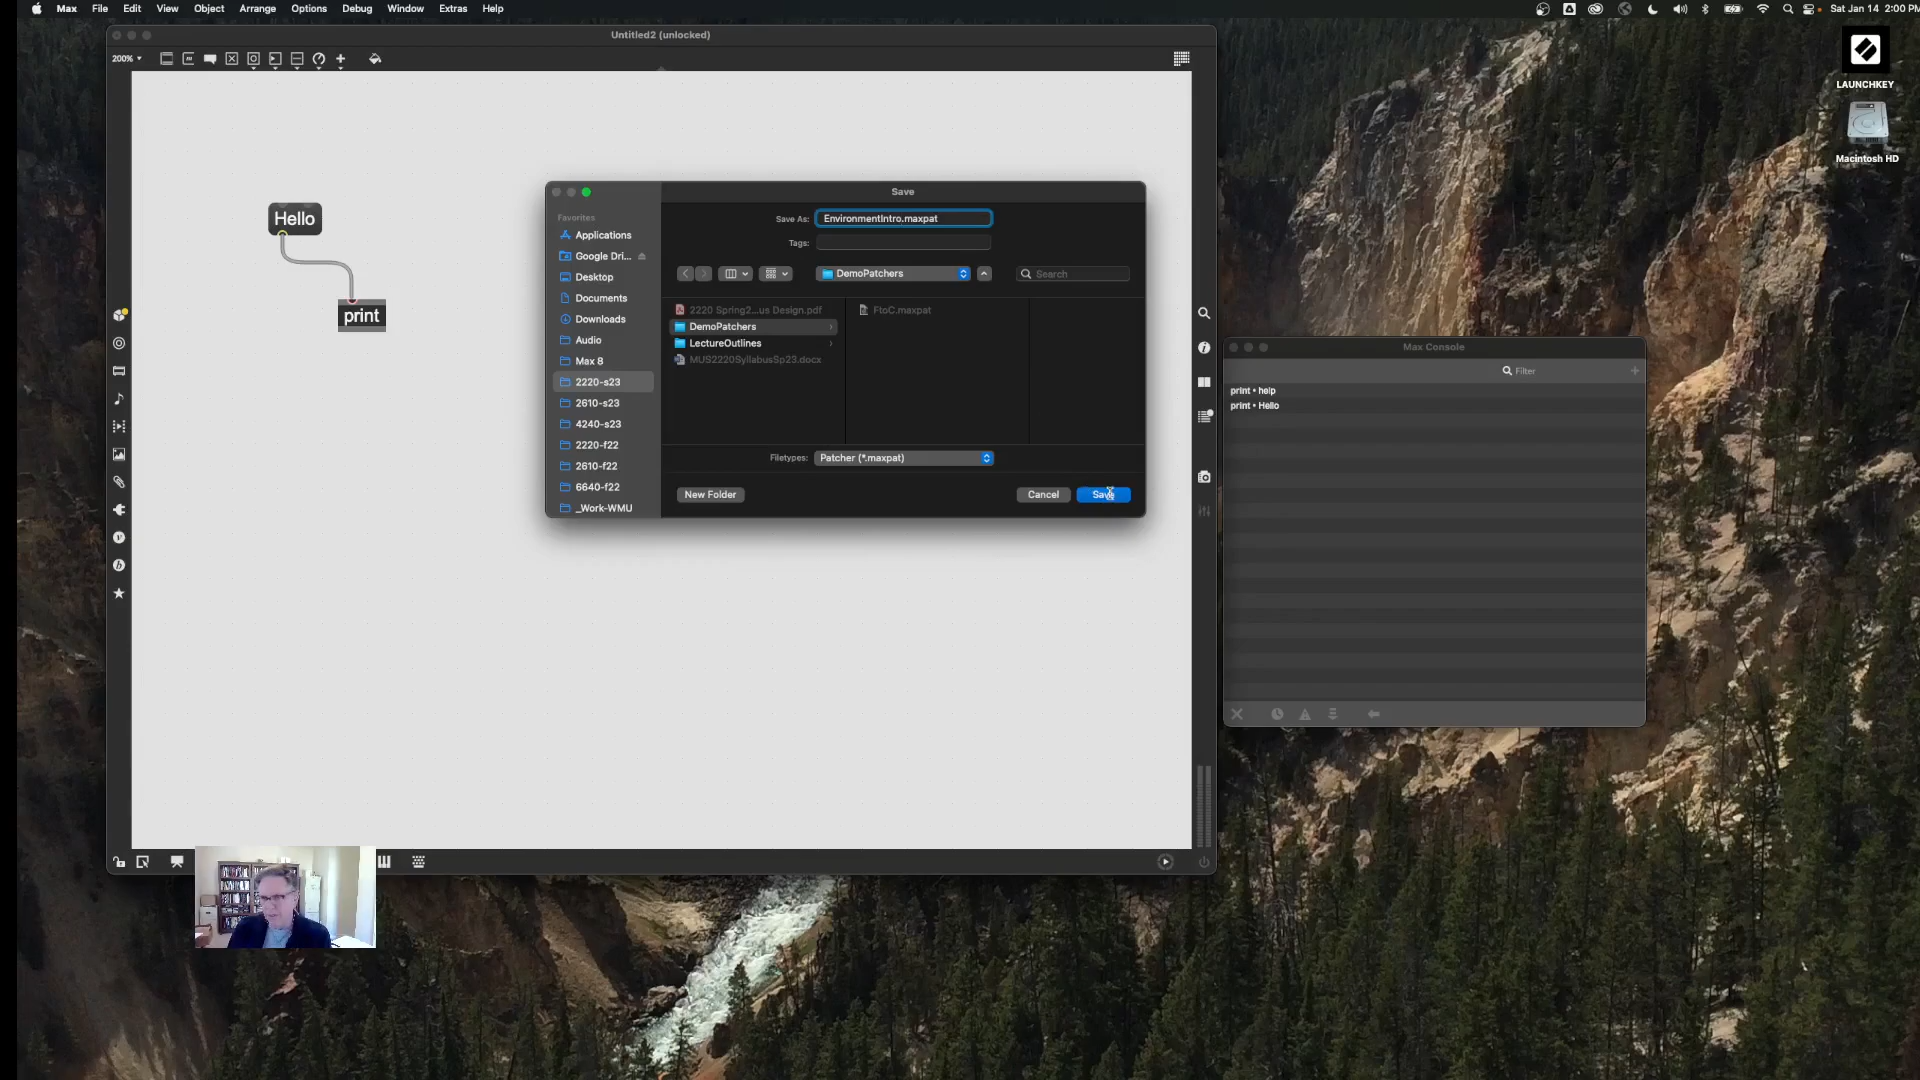 Max File Edit View Object Arrange Options Debug Window Extras Help
Sat Jan 14 2:00 PM
Untitled2 (unlocked)
200%
Hello
print
Save
Favorites
Applications
Google Dri...
Desktop
Documents
Downloads
Audio
Max 8
2220-s23
2610-s23
4240-s23
2220-f22
2610-f22
6640-f22
_Work-WMU
Save As: EnvironmentIntro.maxpat
Tags:
DemoPatchers
Search
2220 Spring2...us Design.pdf
DemoPatchers
LectureOutlines
MUS2220SyllabusSp23.docx
FtoC.maxpat
Filetypes: Patcher (*.maxpat)
New Folder
Cancel
Save
Max Console
Filter
print • help
print • Hello
LAUNCHKEY
Macintosh HD